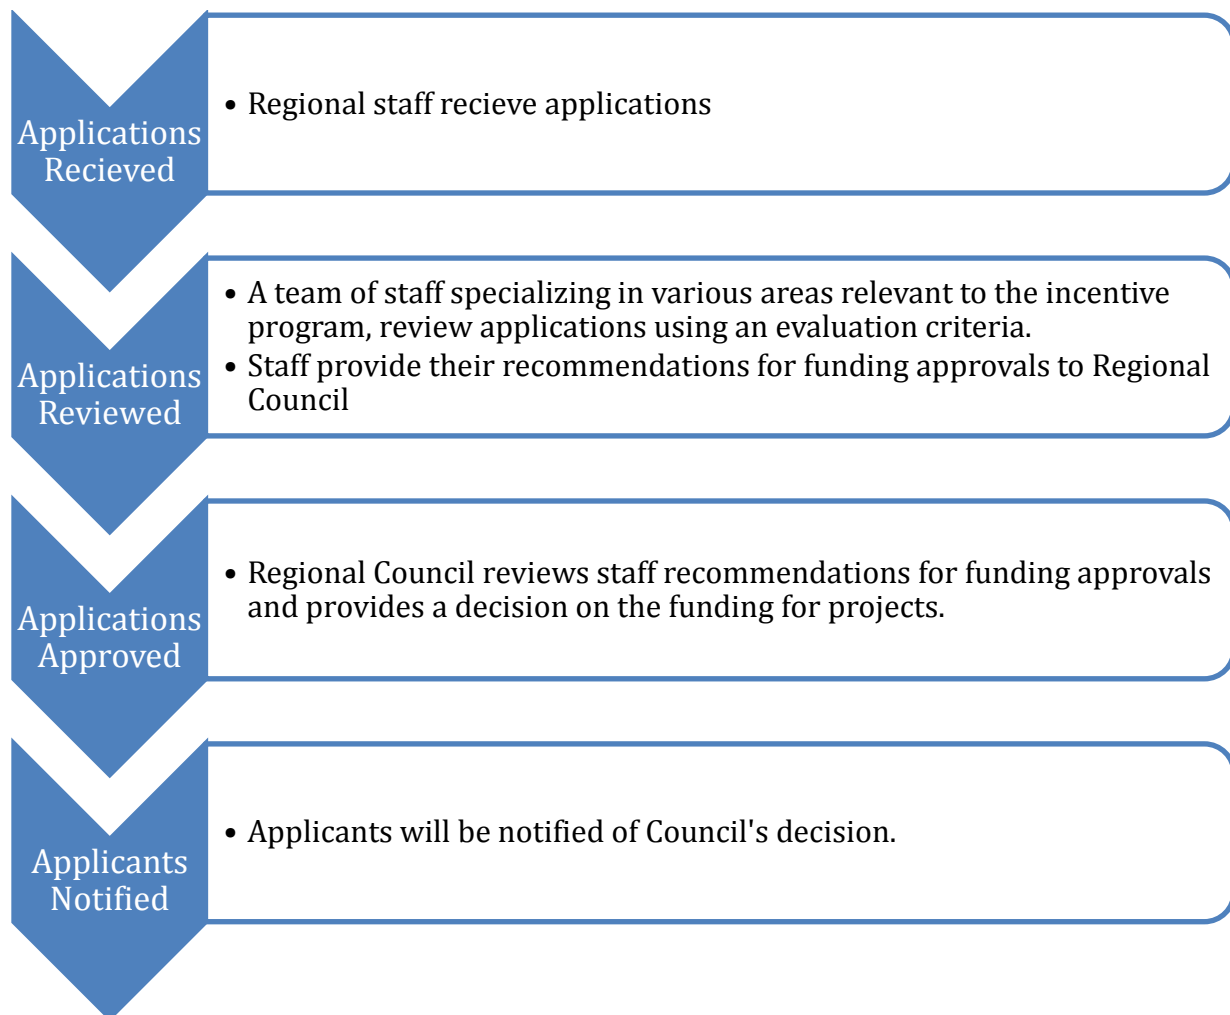 Applications
Recieved
• Regional staff recieve applications
Applications
Reviewed
• A team of staff specializing in various areas relevant to the incentive
program, review applications using an evaluation criteria.
• Staff provide their recommendations for funding approvals to Regional
Council
Applications
Approved
• Regional Council reviews staff recommendations for funding approvals
and provides a decision on the funding for projects.
Applicants
Notified
• Applicants will be notified of Council's decision.